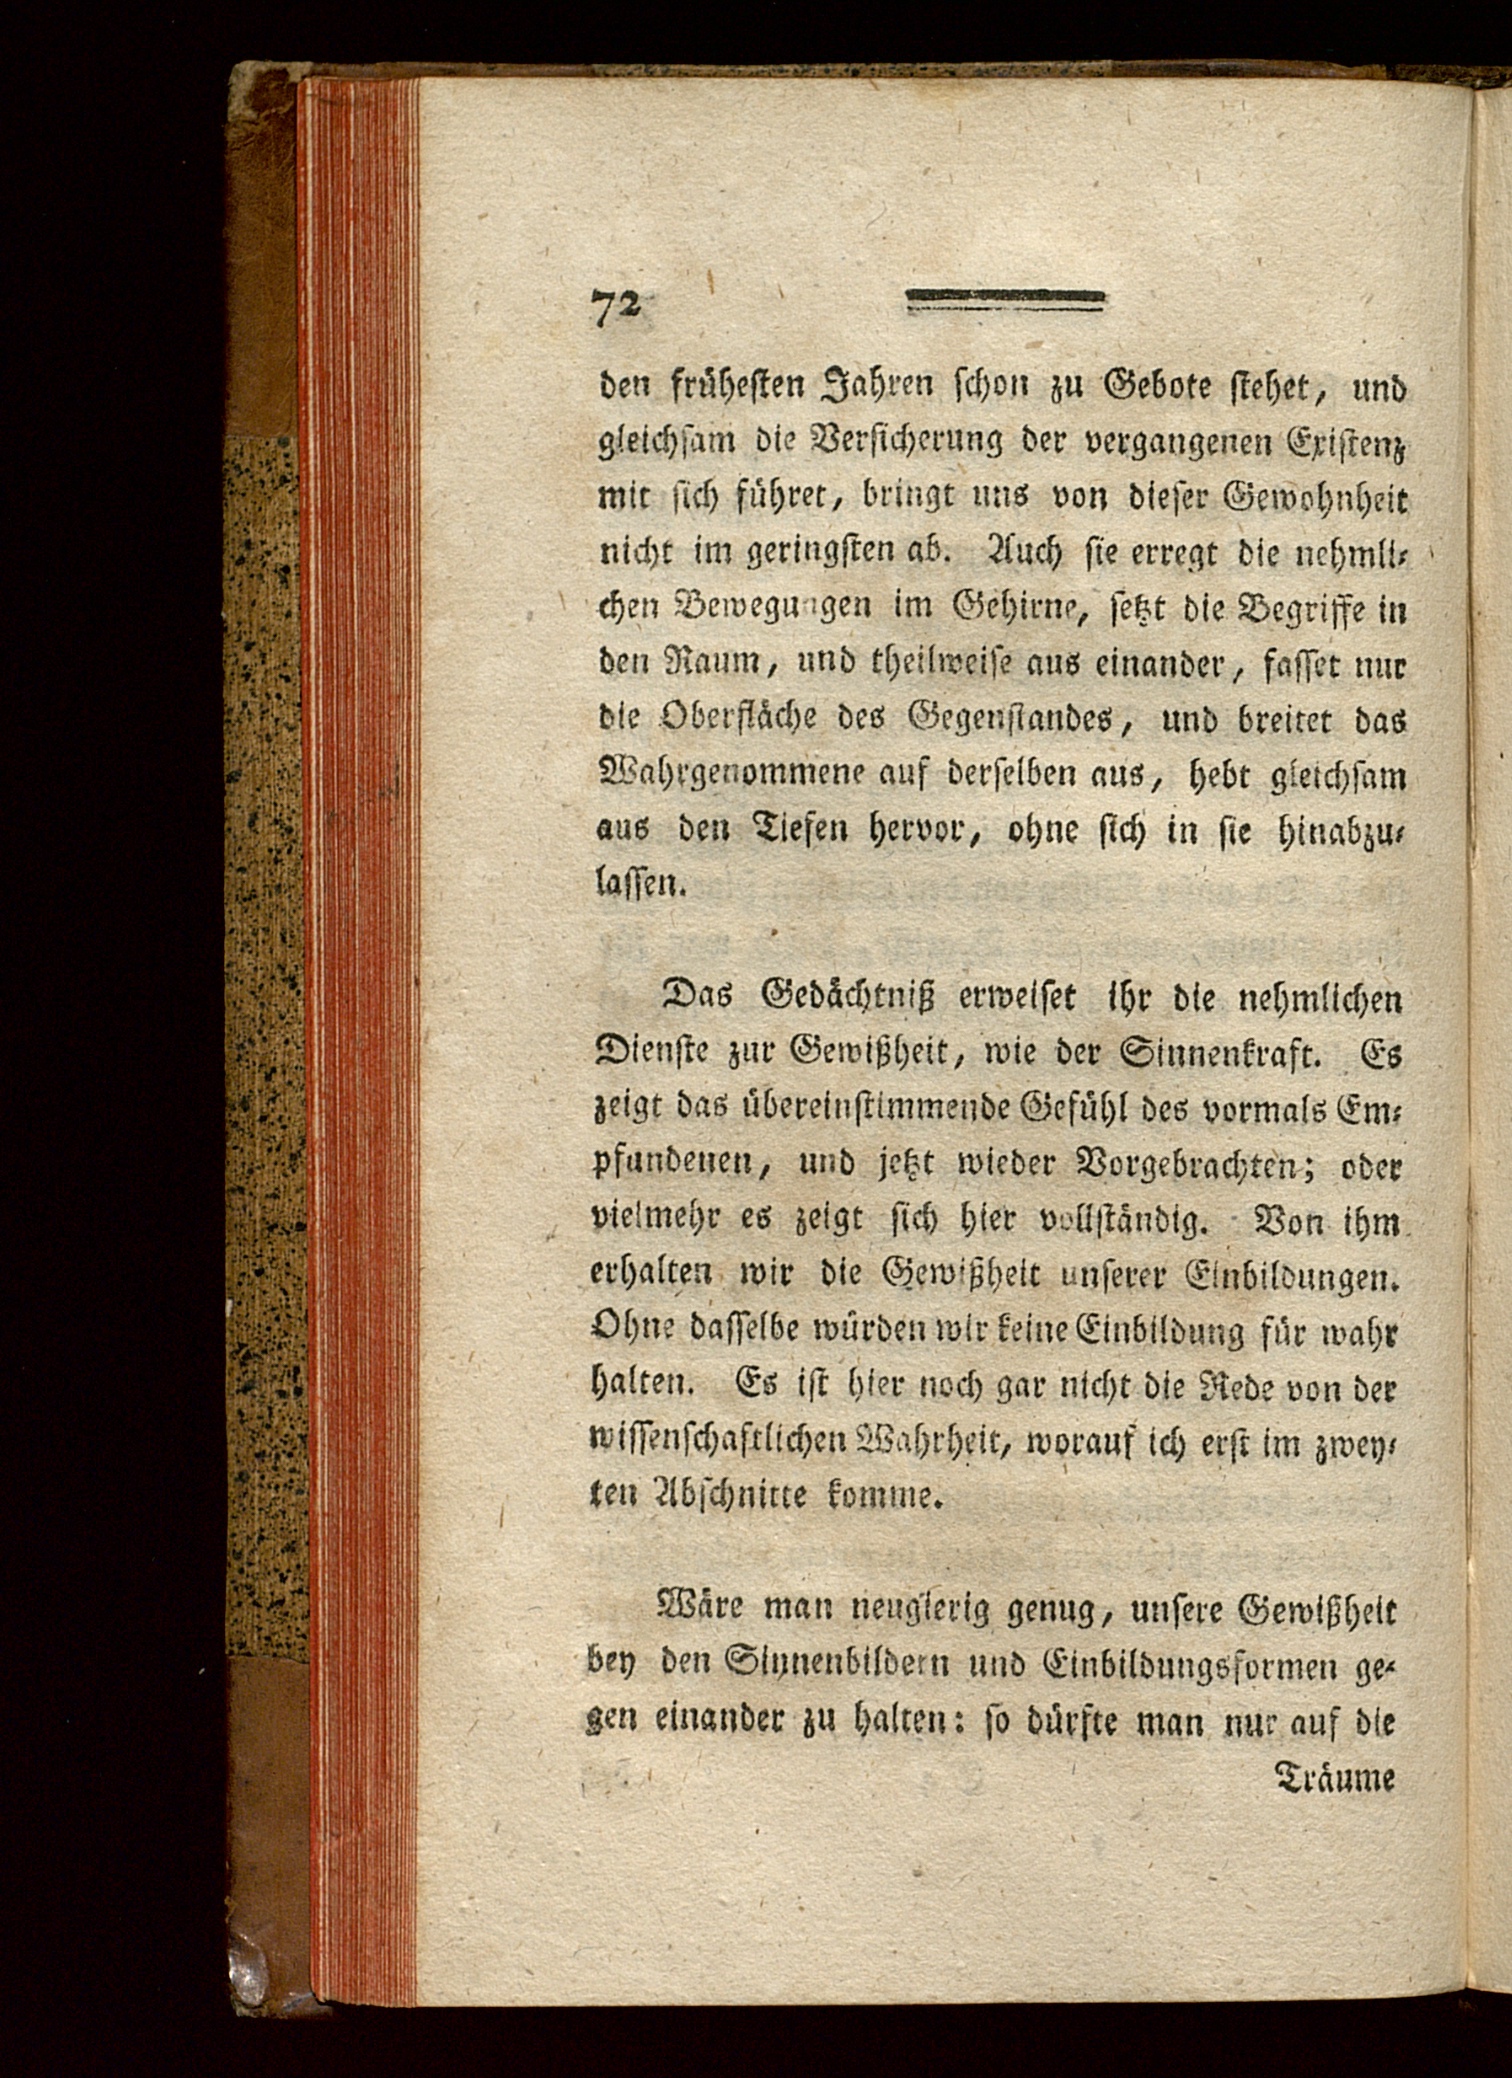 72
den frühesten Jahren schon zu Gebote stehet, und
gleichsam die Versicherung der vergangenen Existenz
mit sich führet, bringt uns von dieser Gewohnheit
nicht im geringsten ab. Auch sie erregt die nehmli-
chen Bewegungen im Gehirne, setzt die Begriffe in
den Raum, und theilweise aus einander, fasset nur
die Oberfläche des Gegenstandes, und breitet das
Wahrgenommene auf derselben aus, hebt gleichsam
aus den Tiefen hervor, ohne sich in sie hinabzu-
lassen.
Das Gedächtniß erweiset ihr die nehmlichen
Dienste zur Gewißheit, wie der Sinnenkraft. Es
zeigt das übereinstimmende Gefühl des vormals Em-
pfundenen, und jetzt wieder Vorgebrachten; oder
vielmehr es zeigt sich hier vollständig. Von ihm
erhalten wir die Gewißheit unserer Einbildungen.
Ohne dasselbe würden wir keine Einbildung für wahr
halten. Es ist hier noch gar nicht die Rede von der
wissenschaftlichen Wahrheit, worauf ich erst im zwey-
ten Abschnitte komme.
Wäre man neugierig genug, unsere Gewißheit
bey den Sinnenbildern und Einbildungsformen ge-
gen einander zu halten: so dürfte man nur auf die
Träume